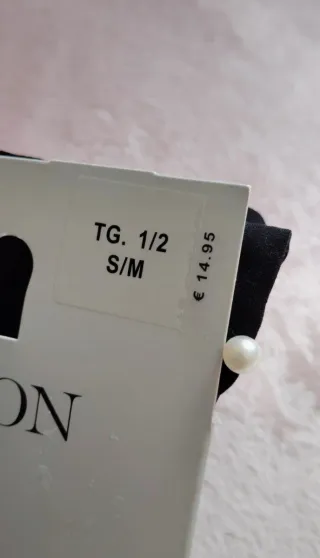 TG. 1/2
S/M
€ 14.95
ON